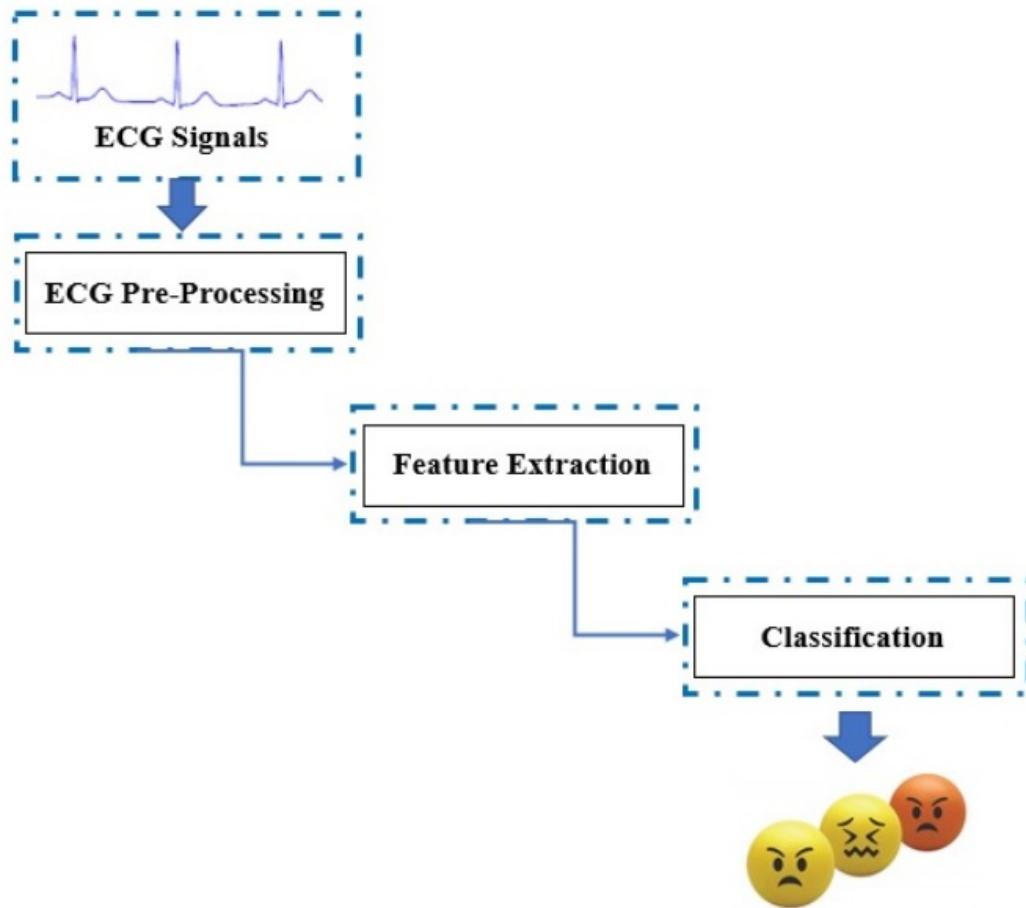 ECG Signals
ECG Pre-Processing
Feature Extraction
Classification